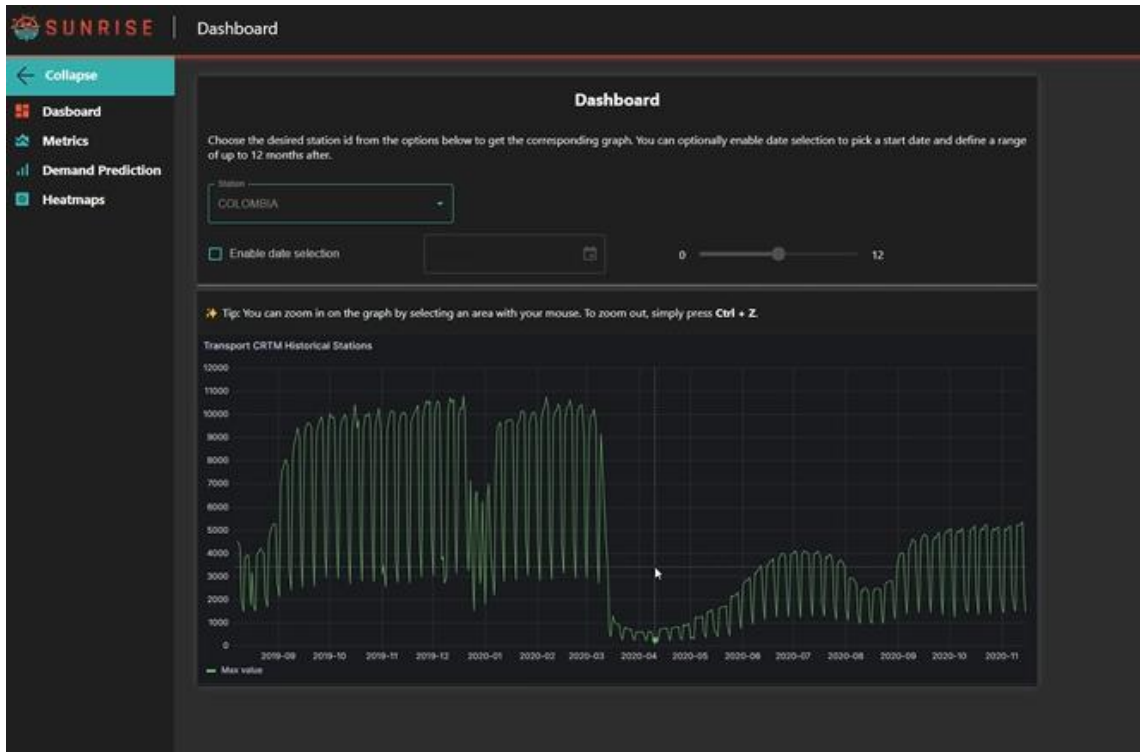 SUNRISE
Dashboard
Collapse
Dasboard
Metrics
Demand Prediction
Heatmaps
Dashboard
Choose the desired station id from the options below to get the corresponding graph. You can optionally enable date selection to pick a start date and define a range
of up to 12 months after.
Station
COLOMBIA
Enable date selection
0
12
Tip: You can zoom in on the graph by selecting an area with your mouse. To zoom out, simply press Ctrl + Z.
Transport CRTM Historical Stations
12000
11000
10000
9000
8000
7000
6000
5000
4000
3000
2000
1000
0
2019-09 2019-10 2019-11 2019-12 2020-01 2020-02 2020-03 2020-04 2020-05 2020-06 2020-07 2020-08 2020-09 2020-10 2020-11
Max value